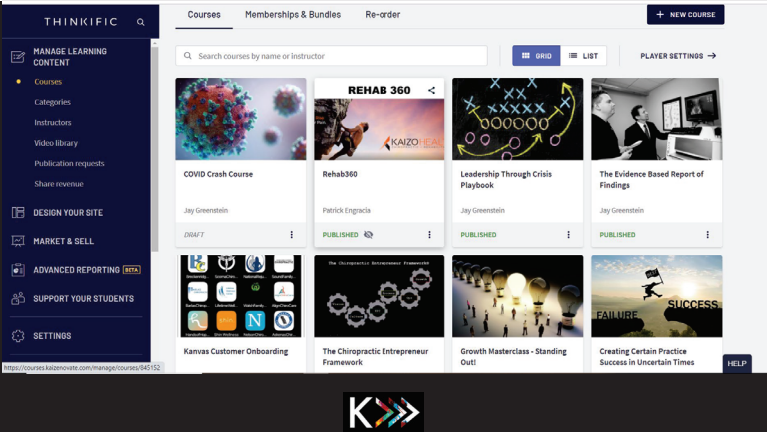 THINKIFIC
Courses
Memberships & Bundles
Re-order
+ NEW COURSE
MANAGE LEARNING
CONTENT
Search courses by name or instructor
GRID
LIST
PLAYER SETTINGS →
Courses
Categories
Instructors
Video library
Publication requests
Share revenue
DESIGN YOUR SITE
MARKET & SELL
ADVANCED REPORTING BETA
SUPPORT YOUR STUDENTS
SETTINGS
https://courses.kaizenovate.com/manage/courses/845152
COVID Crash Course
Jay Greenstein
DRAFT
REHAB 360
KAIZOHEAL
Rehab360
Patrick Engracia
PUBLISHED
Leadership Through Crisis
Playbook
Jay Greenstein
PUBLISHED
The Evidence Based Report of
Findings
Jay Greenstein
PUBLISHED
Kanvas Customer Onboarding
The Chiropractic Entrepreneur Framework
The Chiropractic Entrepreneur
Framework
Growth Masterclass - Standing
Out!
FAILURE
SUCCESS
Creating Certain Practice
Success in Uncertain Times
HELP
K